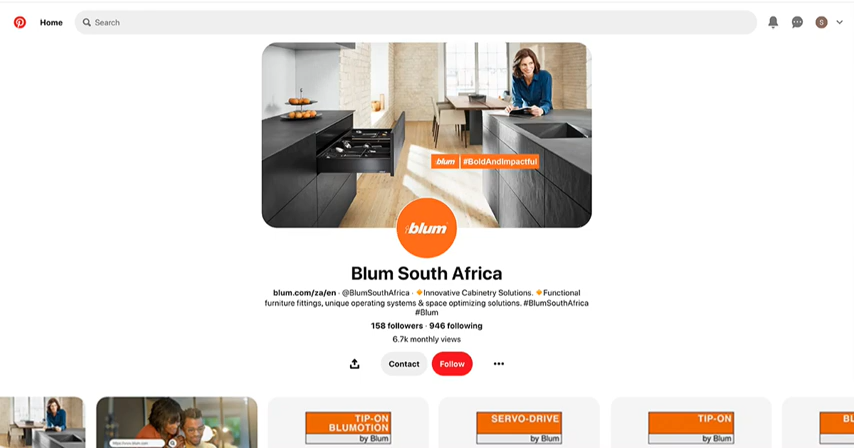 Home
Search
S
blum #BoldAndImpactful
blum
Blum South Africa
blum.com/za/en · @BlumSouthAfrica · 🔸Innovative Cabinetry Solutions. 🔸Functional
furniture fittings, unique operating systems & space optimizing solutions. #BlumSouthAfrica
#Blum
158 followers · 946 following
6.7k monthly views
Contact
Follow
TIP-ON
BLUMOTION
by Blum
SERVO-DRIVE
by Blum
TIP-ON
by Blum
BL